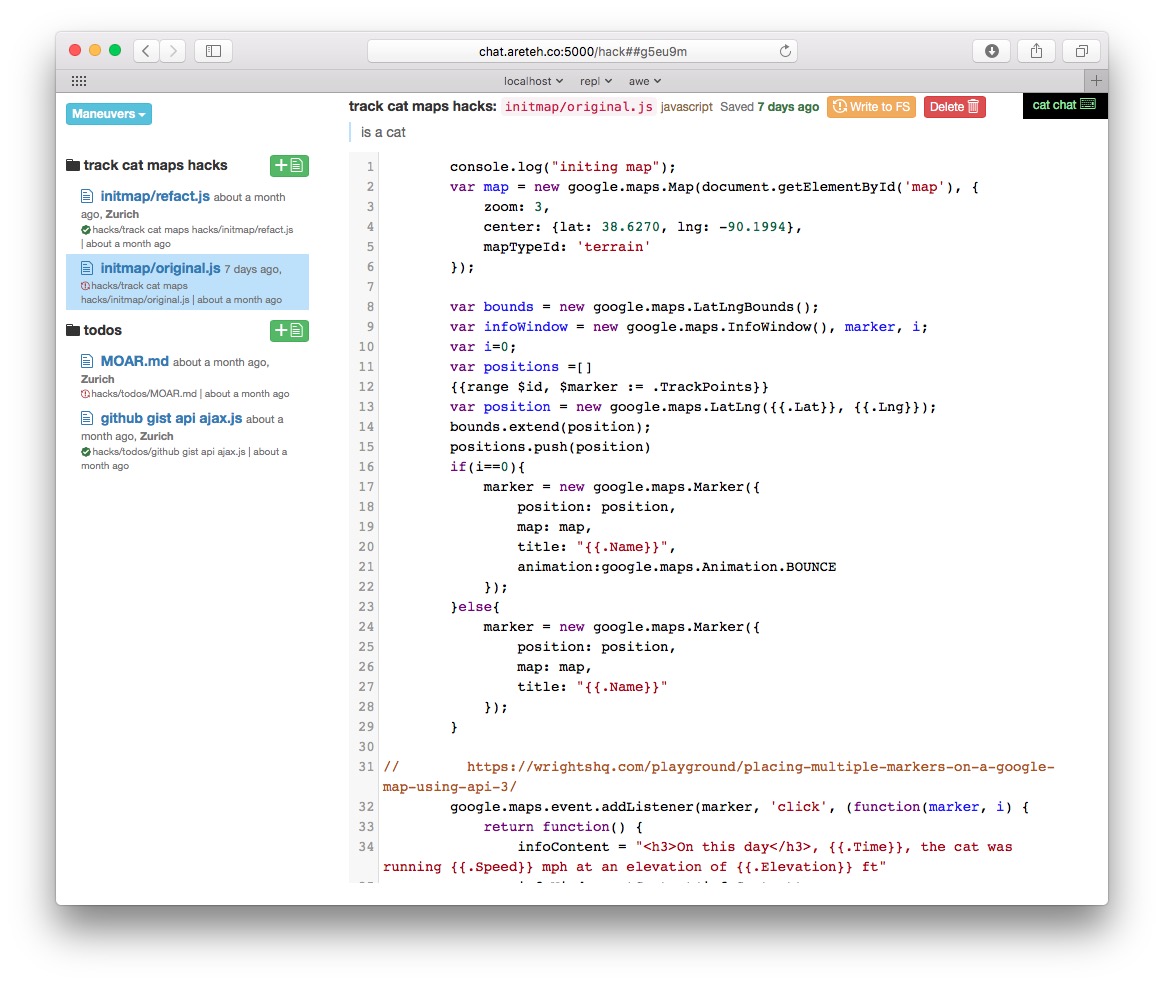 chat.areteh.co:5000/hack##g5eu9m
localhost repl awe
Maneuvers
track cat maps hacks: initmap/original.js javascript Saved 7 days ago Write to FS Delete cat chat
is a cat
track cat maps hacks
initmap/refact.js about a month
ago, Zurich
hacks/track cat maps hacks/initmap/refact.js
| about a month ago
initmap/original.js 7 days ago,
hacks/track cat maps
hacks/initmap/original.js | about a month ago
todos
MOAR.md about a month ago,
Zurich
hacks/todos/MOAR.md | about a month ago
github gist api ajax.js about a
month ago, Zurich
hacks/todos/github gist api ajax.js | about a
month ago
1 console.log("initing map");
2 var map = new google.maps.Map(document.getElementById('map'), {
3 zoom: 3,
4 center: {lat: 38.6270, lng: -90.1994},
5 mapTypeId: 'terrain'
6 });
7
8 var bounds = new google.maps.LatLngBounds();
9 var infoWindow = new google.maps.InfoWindow(), marker, i;
10 var i=0;
11 var positions =[]
12 {{range $id, $marker := .TrackPoints}}
13 var position = new google.maps.LatLng({{.Lat}}, {{.Lng}});
14 bounds.extend(position);
15 positions.push(position)
16 if(i==0){
17 marker = new google.maps.Marker({
18 position: position,
19 map: map,
20 title: "{{.Name}}",
21 animation:google.maps.Animation.BOUNCE
22 });
23 }else{
24 marker = new google.maps.Marker({
25 position: position,
26 map: map,
27 title: "{{.Name}}"
28 });
29 }
30
31 // https://wrightshq.com/playground/placing-multiple-markers-on-a-google-
map-using-api-3/
32 google.maps.event.addListener(marker, 'click', (function(marker, i) {
33 return function() {
34 infoContent = "<h3>On this day</h3>, {{.Time}}, the cat was
running {{.Speed}} mph at an elevation of {{.Elevation}} ft"